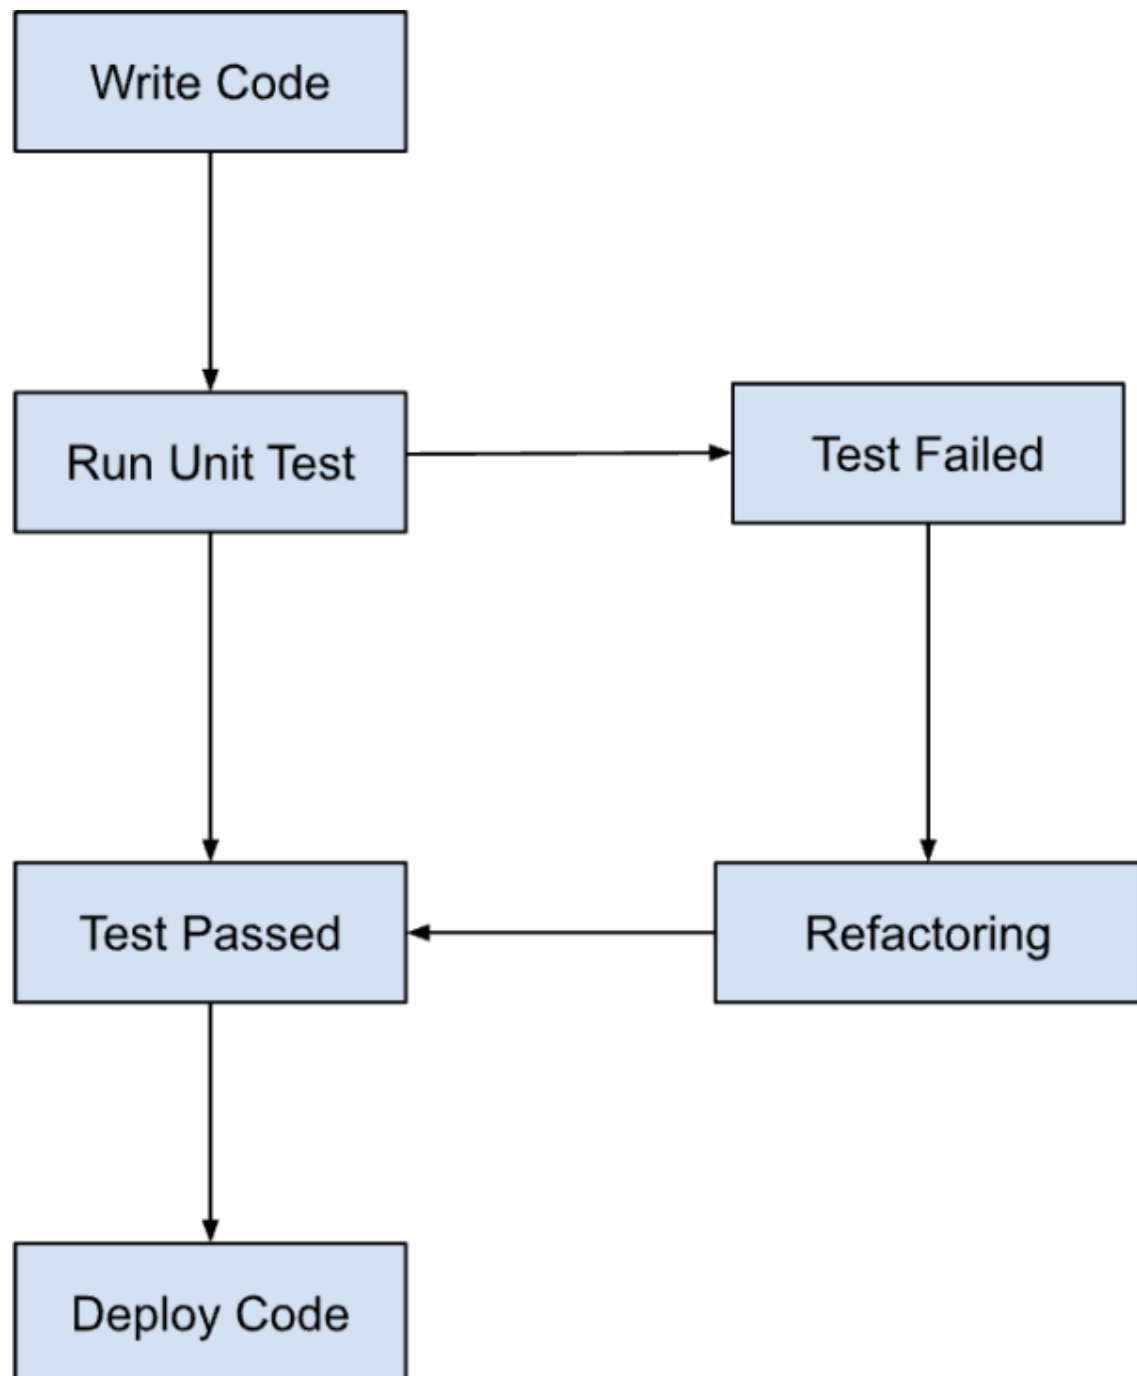 Write Code
Run Unit Test
Test Failed
Test Passed
Refactoring
Deploy Code